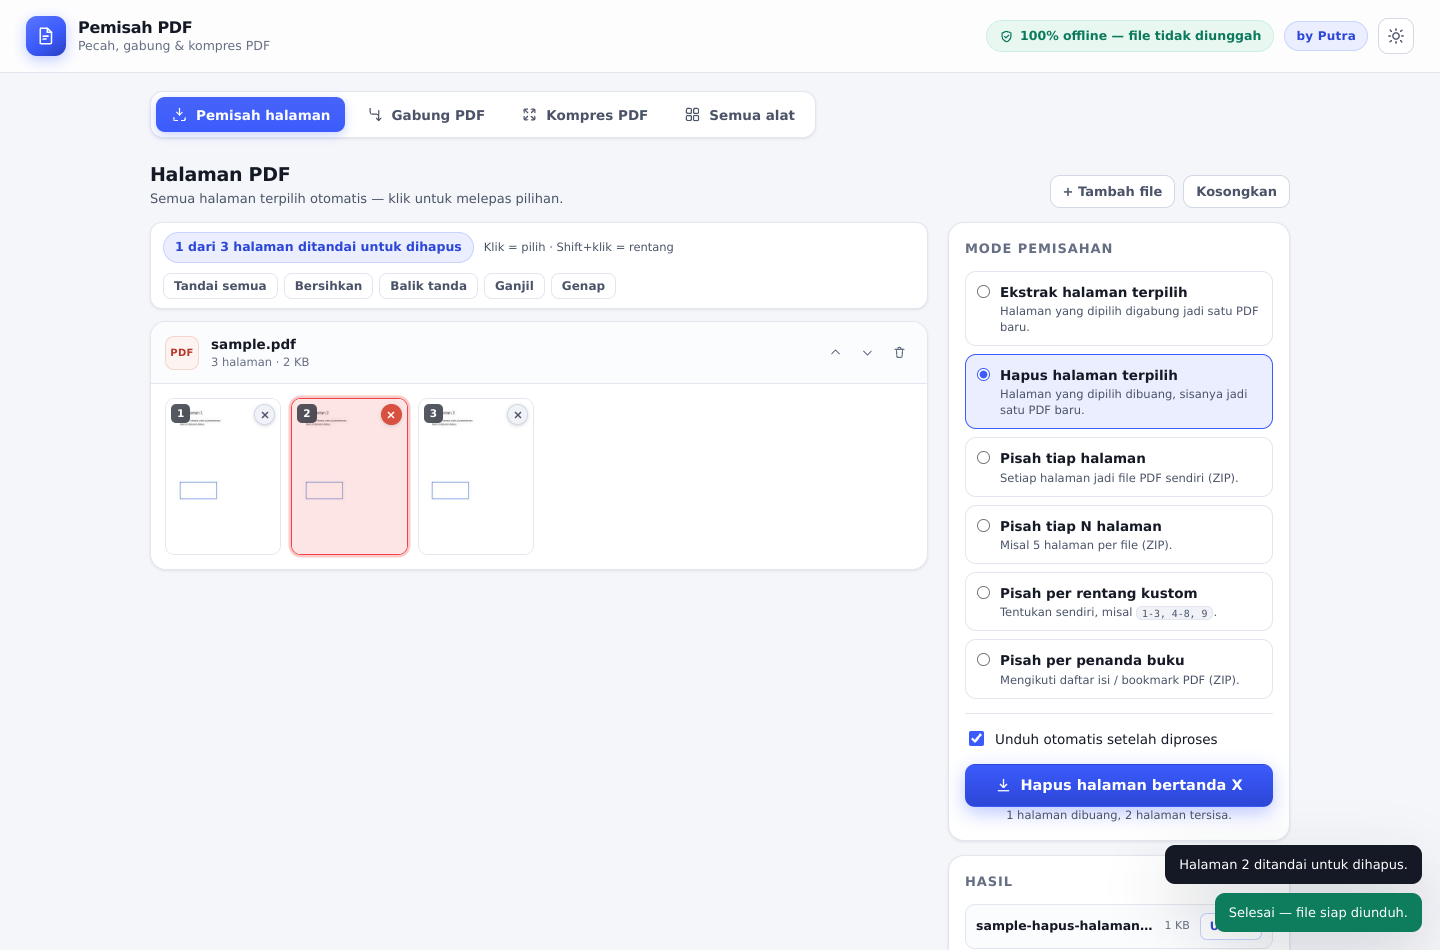 Pemisah PDF
Pecah, gabung & kompres PDF
100% offline — file tidak diunggah
by Putra
Pemisah halaman
Gabung PDF
Kompres PDF
Semua alat
Halaman PDF
Semua halaman terpilih otomatis — klik untuk melepas pilihan.
+ Tambah file
Kosongkan
1 dari 3 halaman ditandai untuk dihapus
Klik = pilih · Shift+klik = rentang
Tandai semua
Bersihkan
Balik tanda
Ganjil
Genap
PDF
sample.pdf
3 halaman · 2 KB
1
2
3
MODE PEMISAHAN
Ekstrak halaman terpilih
Halaman yang dipilih digabung jadi satu PDF
baru.
Hapus halaman terpilih
Halaman yang dipilih dibuang, sisanya jadi
satu PDF baru.
Pisah tiap halaman
Setiap halaman jadi file PDF sendiri (ZIP).
Pisah tiap N halaman
Misal 5 halaman per file (ZIP).
Pisah per rentang kustom
Tentukan sendiri, misal 1-3, 4-8, 9.
Pisah per penanda buku
Mengikuti daftar isi / bookmark PDF (ZIP).
Unduh otomatis setelah diproses
Hapus halaman bertanda X
1 halaman dibuang, 2 halaman tersisa.
HASIL
sample-hapus-halaman…
1 KB
Halaman 2 ditandai untuk dihapus.
Selesai — file siap diunduh.